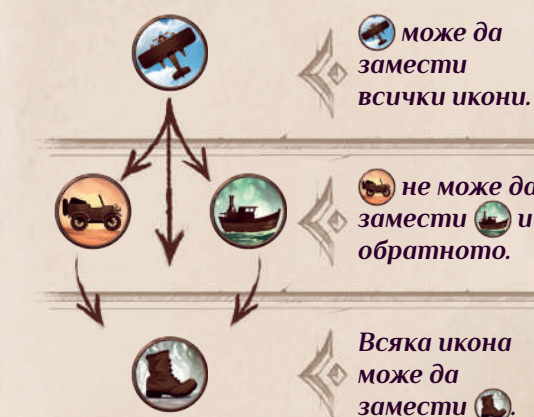 може да
замести
всички икони.
не може да
замести и
обратното.
Всяка икона
може да
замести .